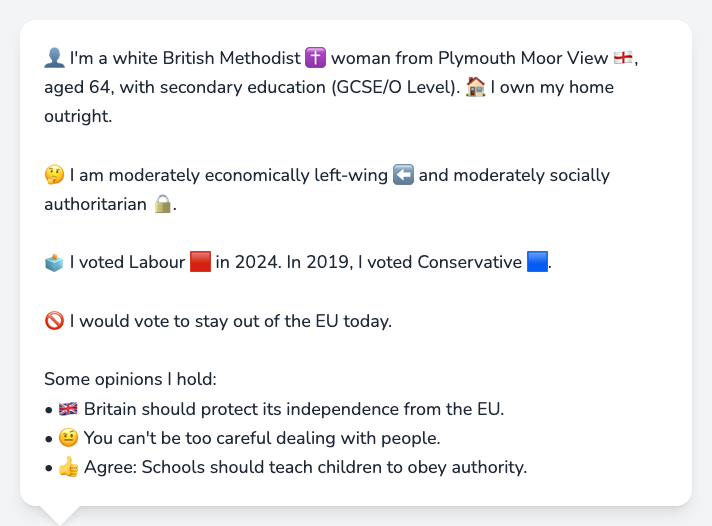 👤 I'm a white British Methodist ✝️ woman from Plymouth Moor View 🏴󠁧󠁢󠁥󠁮󠁧󠁿,
aged 64, with secondary education (GCSE/O Level). 🏠 I own my home
outright.
🤔 I am moderately economically left-wing ⬅️ and moderately socially
authoritarian 🔒.
🗳️ I voted Labour 🟥 in 2024. In 2019, I voted Conservative 🟦.
🚫 I would vote to stay out of the EU today.
Some opinions I hold:
• 🇬🇧 Britain should protect its independence from the EU.
• 🤨 You can't be too careful dealing with people.
• 👍 Agree: Schools should teach children to obey authority.